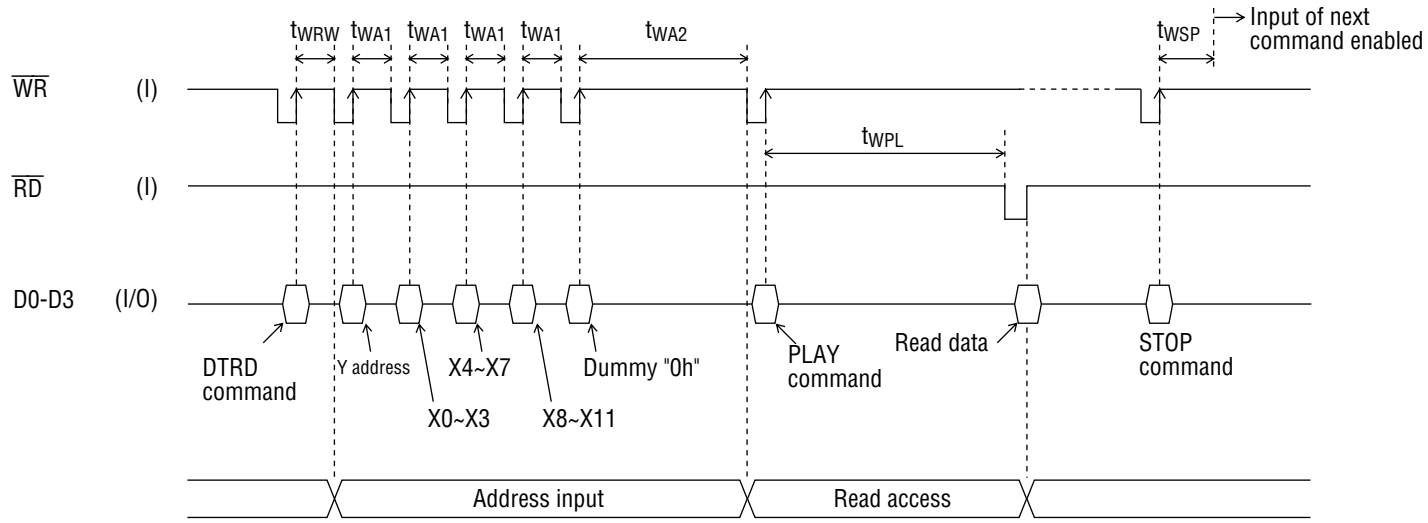 tWRW tWA1 tWA1 tWA1 tWA1 tWA2 tWSP Input of next
command enabled
WR (I)
tWPL
RD (I)
D0-D3 (I/O)
DTRD
command
Y address
X0~X3
X4~X7
X8~X11
Dummy "0h"
PLAY
command
Read data
STOP
command
Address input Read access